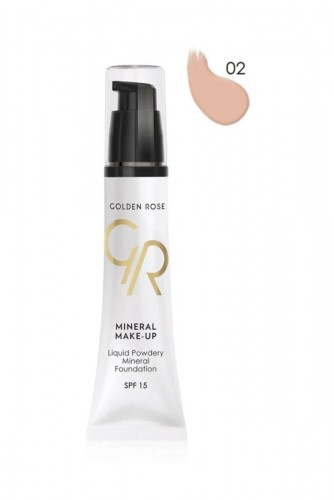 02
GOLDEN ROSE
GR
MINERAL
MAKE-UP
Liquid Powdery
Mineral
Foundation
SPF 15